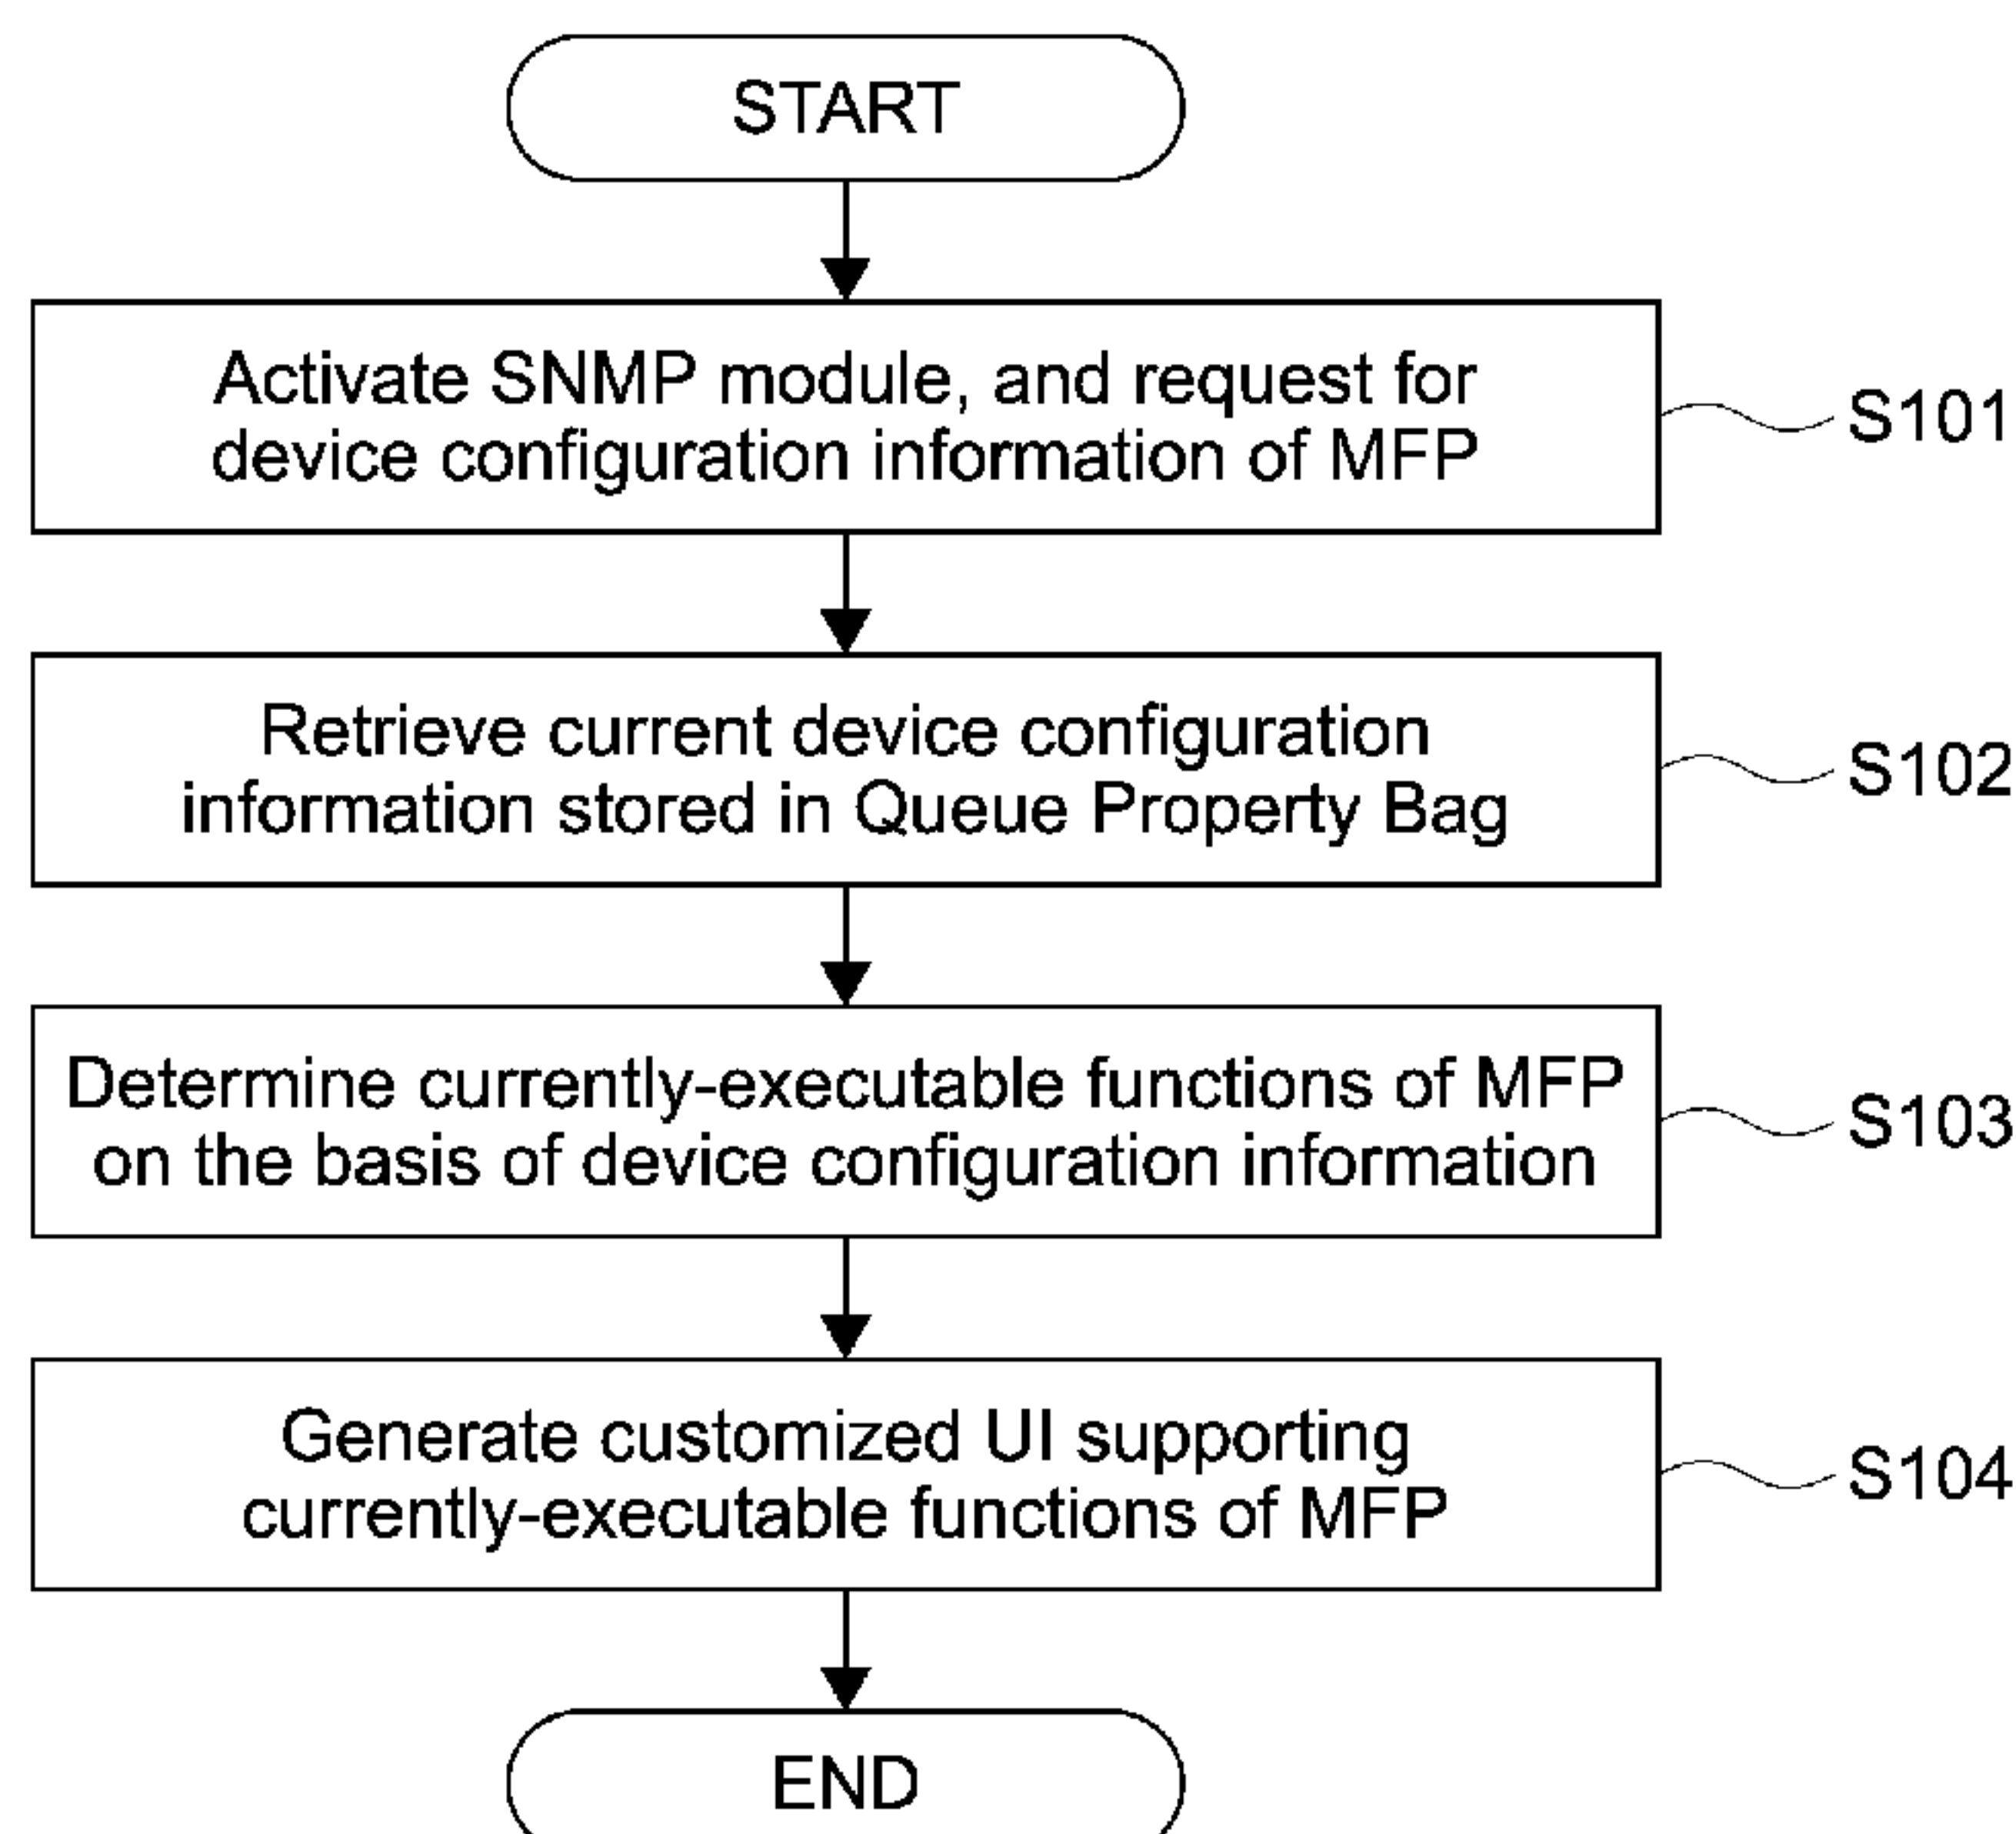 START
Activate SNMP module, and request for
device configuration information of MFP
S101
Retrieve current device configuration
information stored in Queue Property Bag
S102
Determine currently-executable functions of MFP
on the basis of device configuration information
S103
Generate customized UI supporting
currently-executable functions of MFP
S104
END